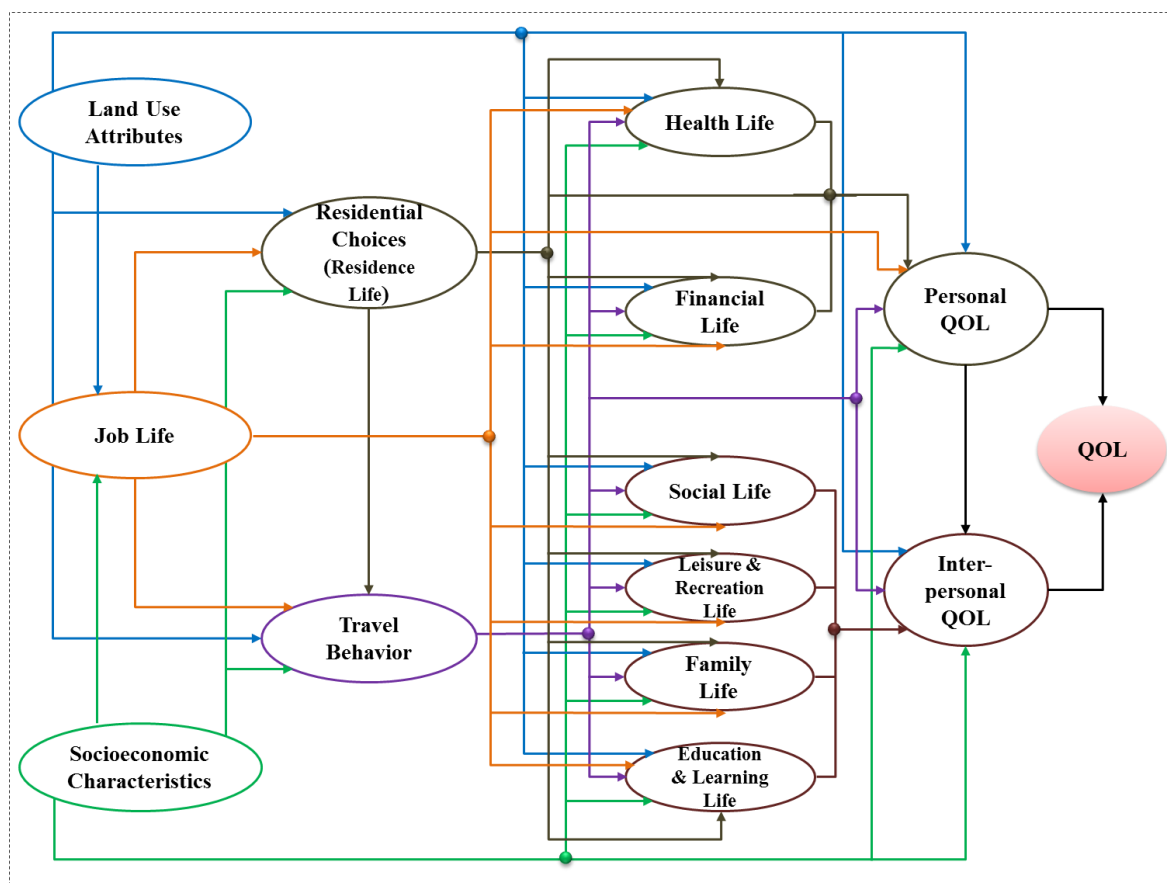 Land Use
Attributes
Residential
Choices
(Residence
Life)
Job Life
Travel
Behavior
Socioeconomic
Characteristics
Health Life
Financial
Life
Social Life
Leisure &
Recreation
Life
Family
Life
Education
& Learning
Life
Personal
QOL
Inter-
personal
QOL
QOL